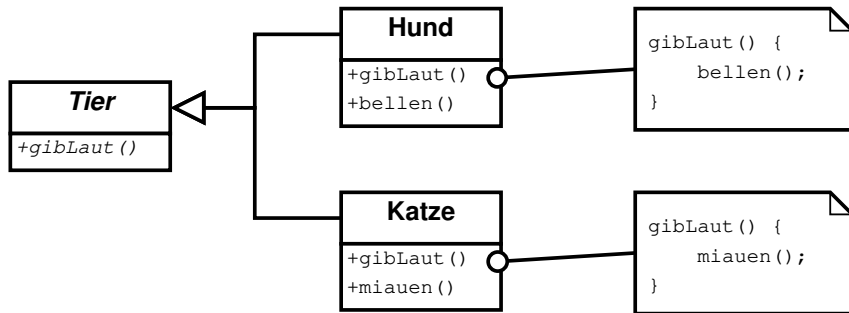 Tier
+gibLaut()
Hund
+gibLaut()
+bellen()
gibLaut() {
bellen();
}
Katze
+gibLaut()
+miauen()
gibLaut() {
miauen();
}